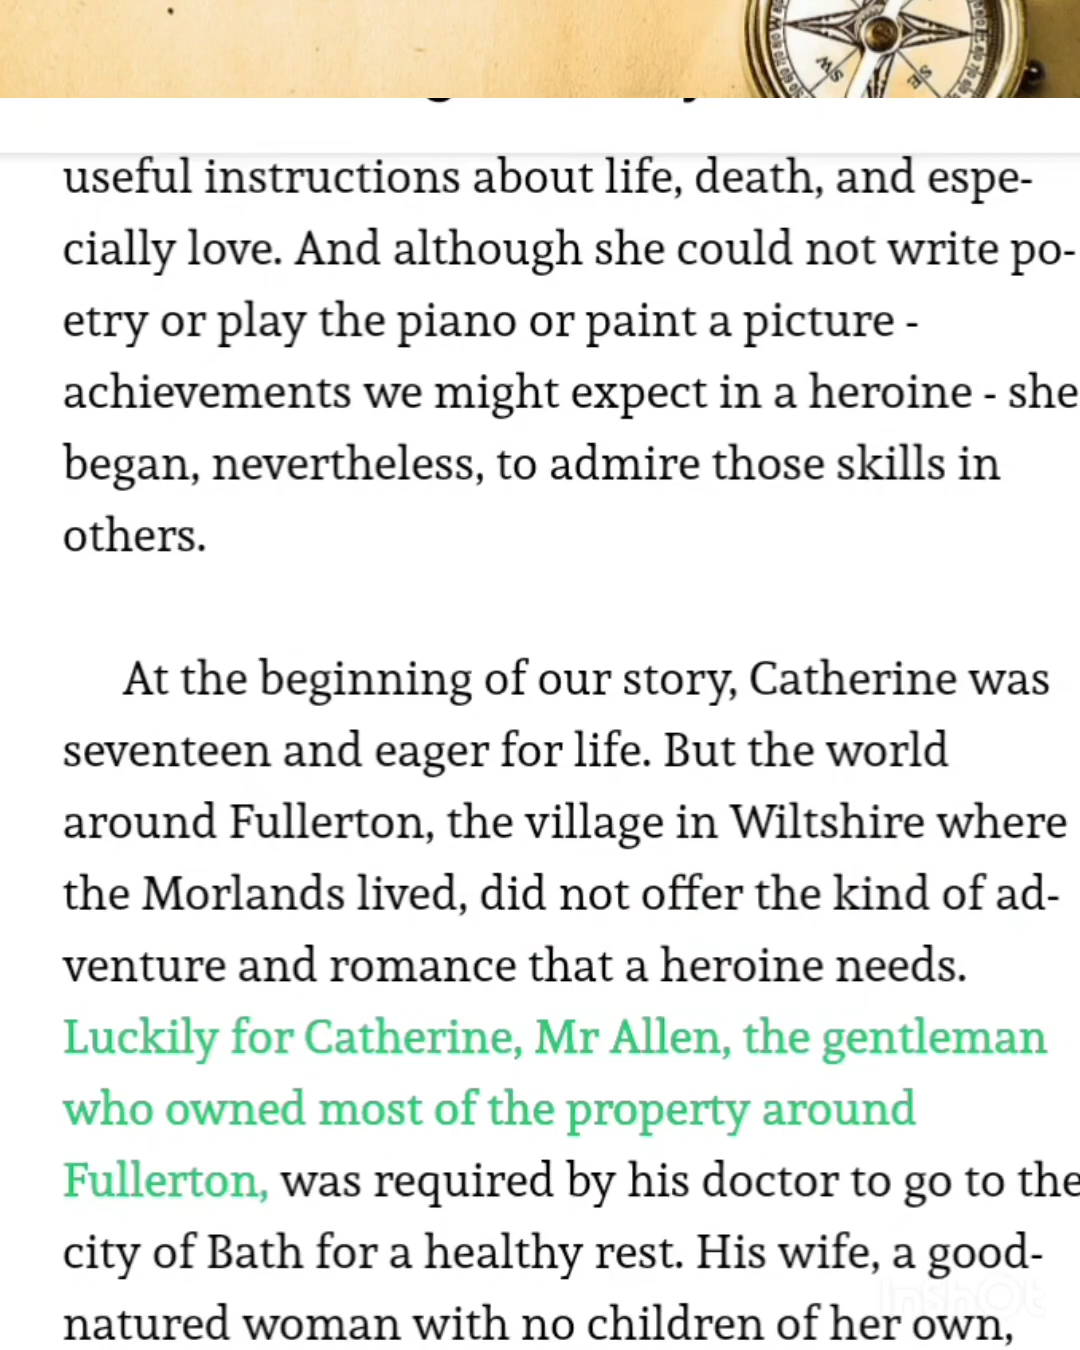 useful instructions about life, death, and espe-
cially love. And although she could not write po-
etry or play the piano or paint a picture -
achievements we might expect in a heroine - she
began, nevertheless, to admire those skills in
others.
At the beginning of our story, Catherine was
seventeen and eager for life. But the world
around Fullerton, the village in Wiltshire where
the Morlands lived, did not offer the kind of ad-
venture and romance that a heroine needs.
Luckily for Catherine, Mr Allen, the gentleman
who owned most of the property around
Fullerton, was required by his doctor to go to the
city of Bath for a healthy rest. His wife, a good-
natured woman with no children of her own,
InShOt
SW
SE
W